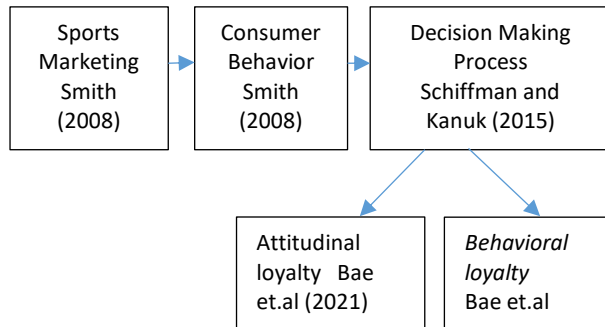 Sports
Marketing
Smith
(2008)
Consumer
Behavior
Smith
(2008)
Decision Making
Process
Schiffman and
Kanuk (2015)
Attitudinal
loyalty Bae
et.al (2021)
Behavioral
loyalty
Bae et.al